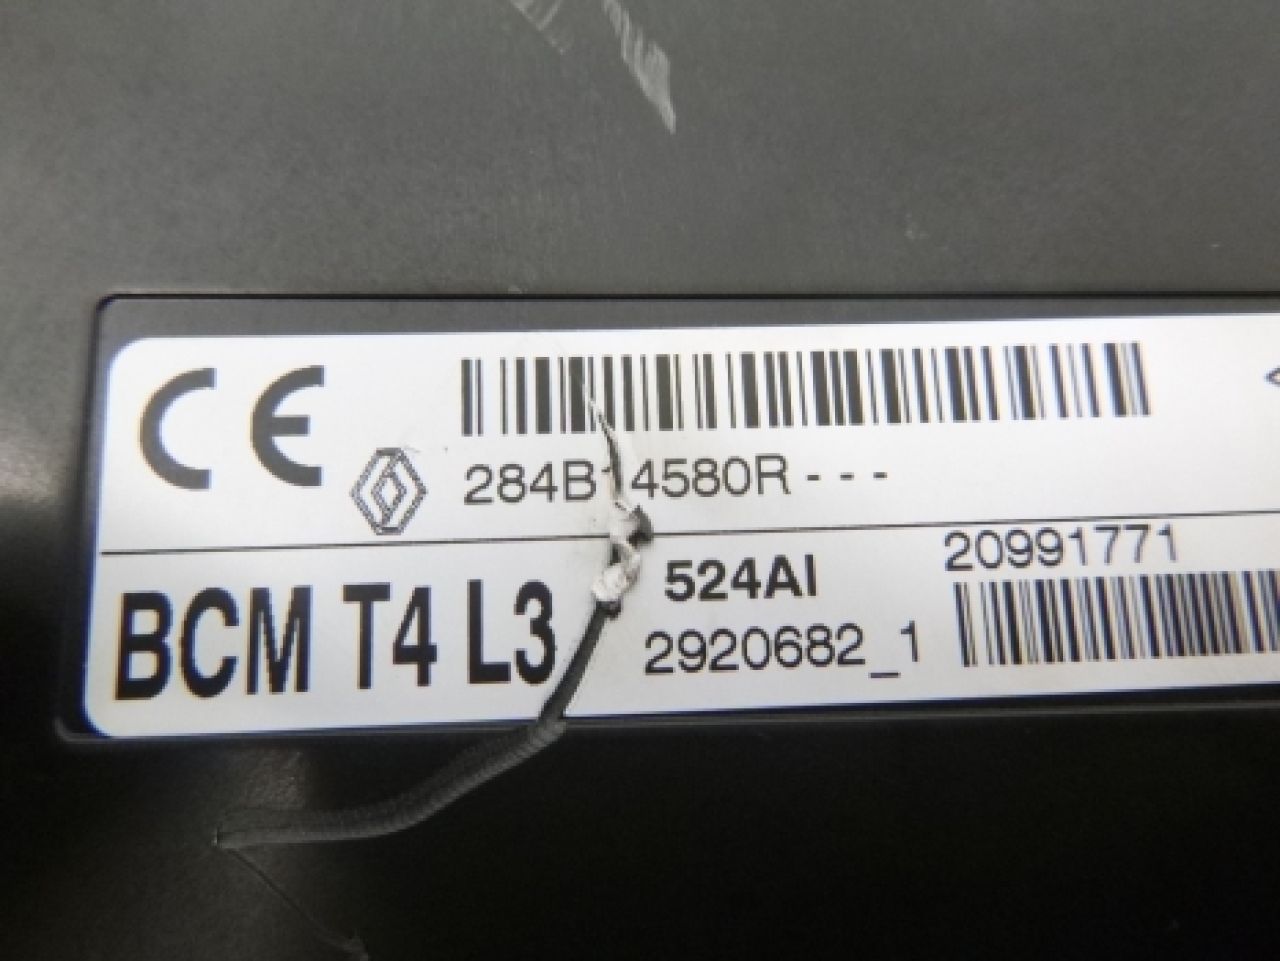 CE
284B14580R - - -
BCM T4 L3
524AI
20991771
2920682_1